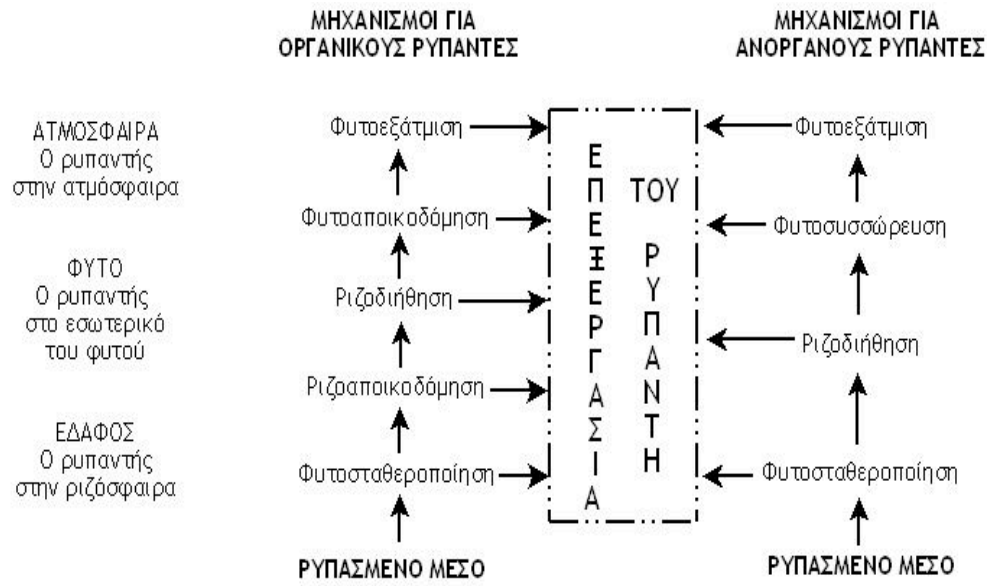 ΜΗΧΑΝΙΣΜΟΙ ΓΙΑ
ΟΡΓΑΝΙΚΟΥΣ ΡΥΠΑΝΤΕΣ
ΜΗΧΑΝΙΣΜΟΙ ΓΙΑ
ΑΝΟΡΓΑΝΟΥΣ ΡΥΠΑΝΤΕΣ
ΑΤΜΟΣΦΑΙΡΑ
Ο ρυπαντής
στην ατμόσφαιρα
ΦΥΤΟ
Ο ρυπαντής
στο εσωτερικό
του φυτού
ΕΔΑΦΟΣ
Ο ρυπαντής
στην ριζόσφαιρα
Φυτοεξάτμιση
Φυτοαποικοδόμηση
Ριζοδιήθηση
Ριζοαποικοδόμηση
Φυτοσταθεροποίηση
ΡΥΠΑΣΜΕΝΟ ΜΕΣΟ
ΕΠΕΞΕΡΓΑΣΙΑ
ΤΟΥ
ΡΥΠΑΝΤΗ
Φυτοεξάτμιση
Φυτοσυσσώρευση
Ριζοδιήθηση
Φυτοσταθεροποίηση
ΡΥΠΑΣΜΕΝΟ ΜΕΣΟ